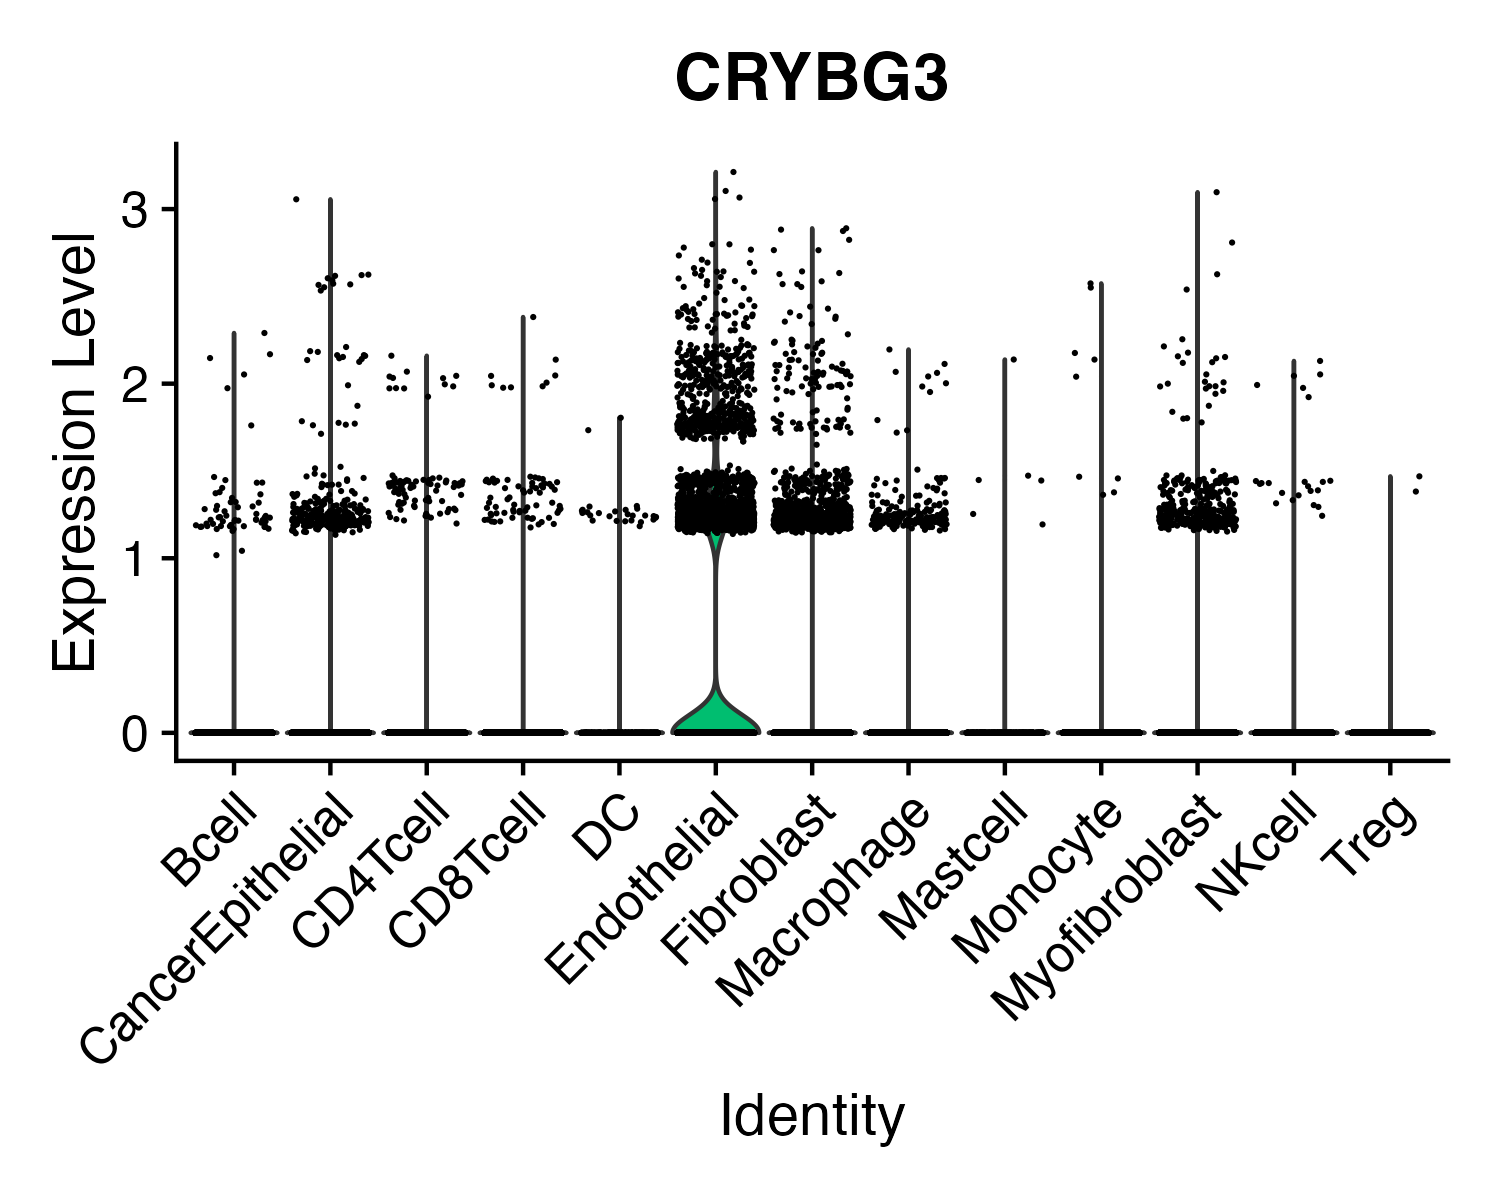 CRYBG3
Expression Level
3
2
1
0
Bcell
CancerEpithelial
CD4Tcell
CD8Tcell
DC
Endothelial
Fibroblast
Macrophage
Mastcell
Monocyte
Myofibroblast
NKcell
Treg
Identity